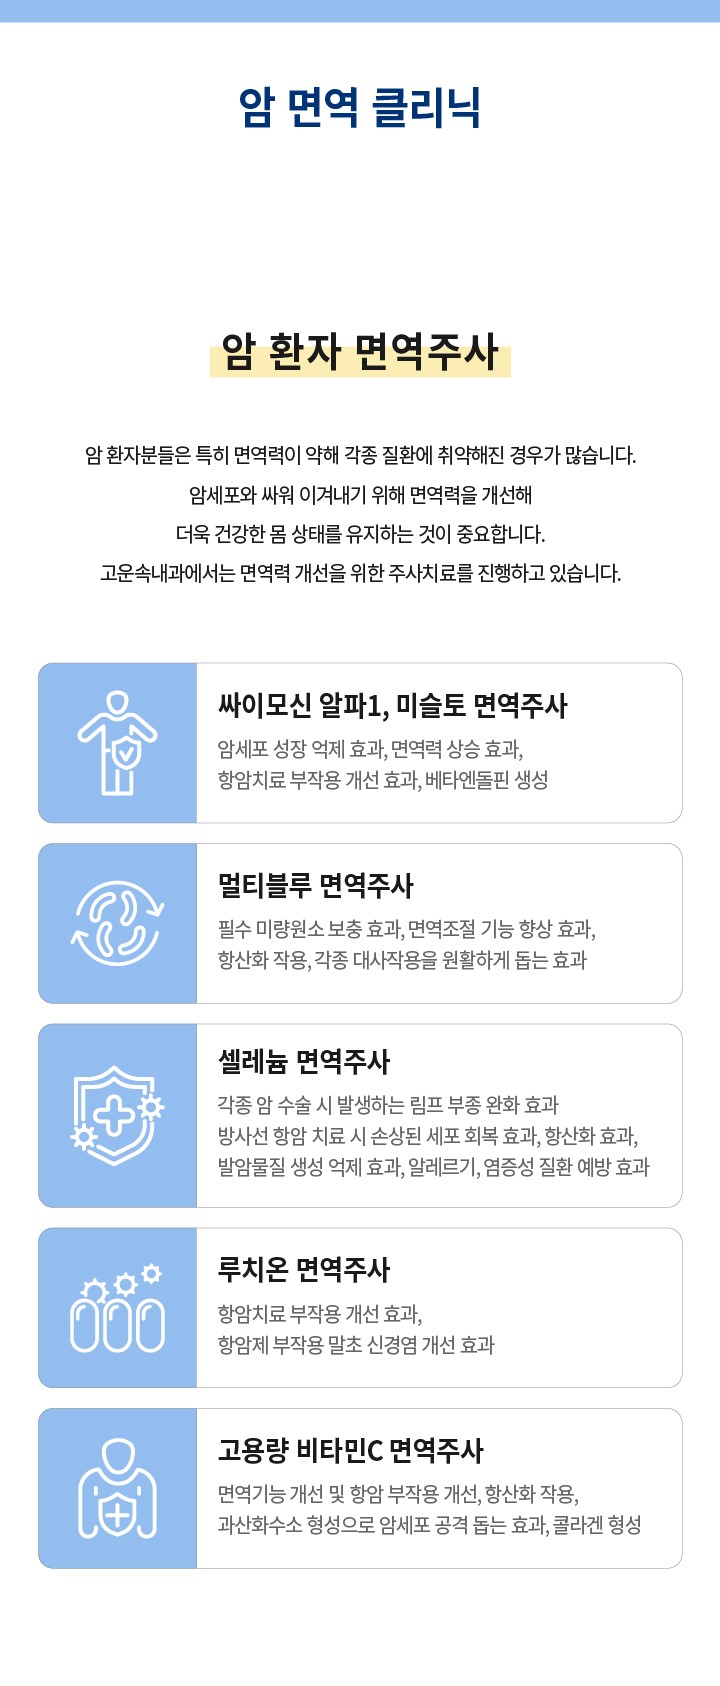 암 면역 클리닉
암 환자 면역주사
암 환자분들은 특히 면역력이 약해 각종 질환에 취약해진 경우가 많습니다.
암세포와 싸워 이겨내기 위해 면역력을 개선해
더욱 건강한 몸 상태를 유지하는 것이 중요합니다.
고운속내과에서는 면역력 개선을 위한 주사치료를 진행하고 있습니다.
싸이모신 알파1, 미슬토 면역주사
암세포 성장 억제 효과, 면역력 상승 효과,
항암치료 부작용 개선 효과, 베타엔돌핀 생성
멀티블루 면역주사
필수 미량원소 보충 효과, 면역조절 기능 향상 효과,
항산화 작용, 각종 대사작용을 원활하게 돕는 효과
셀레늄 면역주사
각종 암 수술 시 발생하는 림프 부종 완화 효과
방사선 항암 치료 시 손상된 세포 회복 효과, 항산화 효과,
발암물질 생성 억제 효과, 알레르기, 염증성 질환 예방 효과
루치온 면역주사
항암치료 부작용 개선 효과,
항암제 부작용 말초 신경염 개선 효과
고용량 비타민C 면역주사
면역기능 개선 및 항암 부작용 개선, 항산화 작용,
과산화수소 형성으로 암세포 공격 돕는 효과, 콜라겐 형성